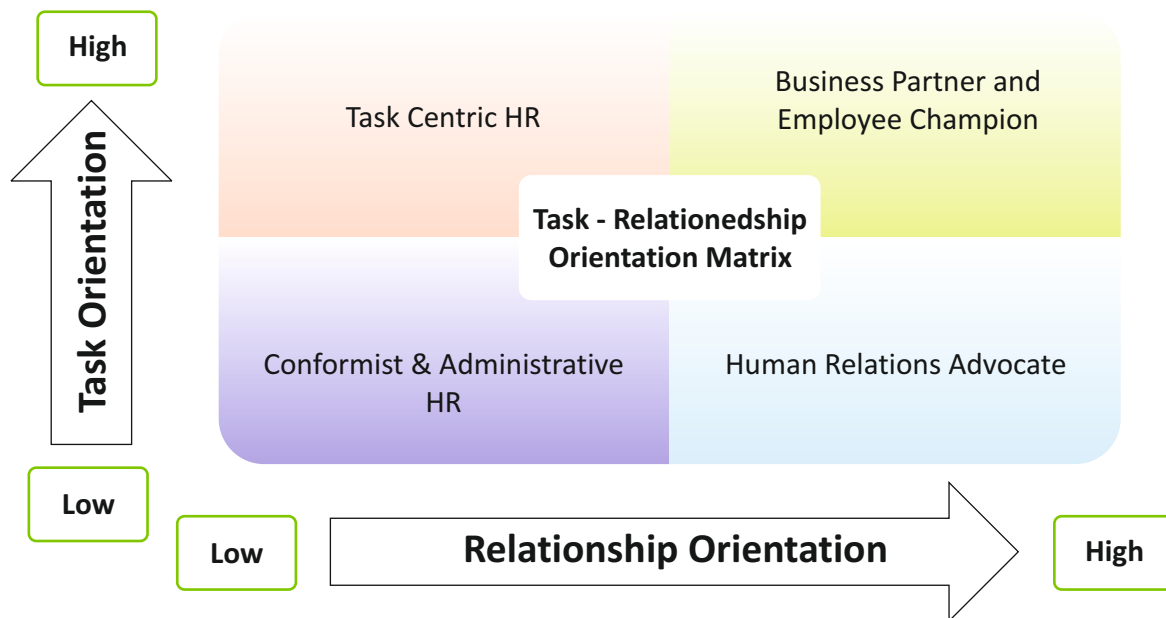 High
Task Centric HR
Business Partner and
Employee Champion
Task Orientation
Task - Relationedship
Orientation Matrix
Conformist & Administrative
HR
Human Relations Advocate
Low
Low
Relationship Orientation
High